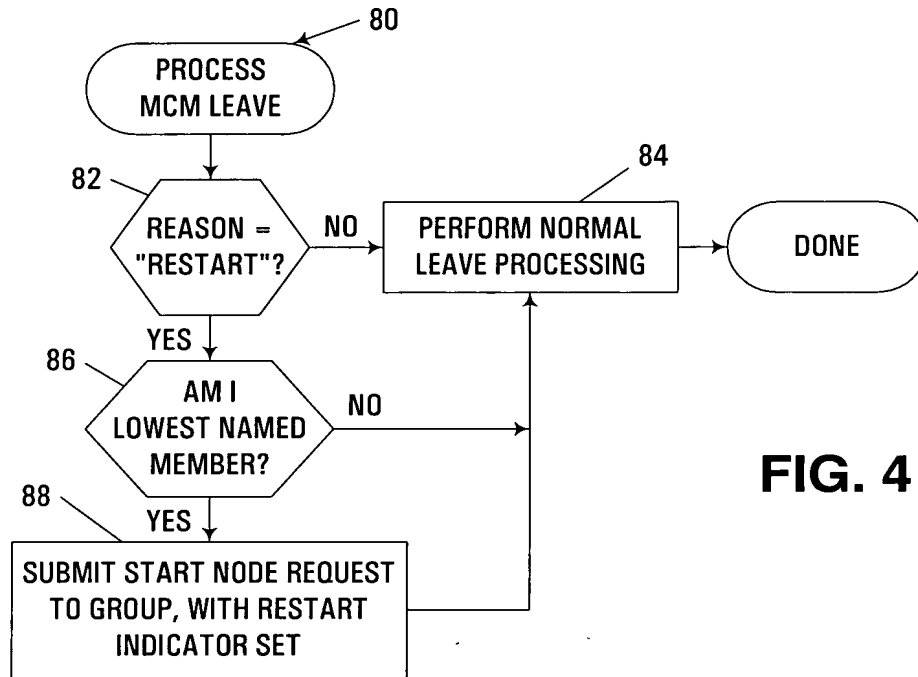 80
PROCESS
MCM LEAVE
82
REASON =
"RESTART"?
NO
84
PERFORM NORMAL
LEAVE PROCESSING
DONE
YES
86
AM I
LOWEST NAMED
MEMBER?
NO
YES
88
SUBMIT START NODE REQUEST
TO GROUP, WITH RESTART
INDICATOR SET
FIG. 4